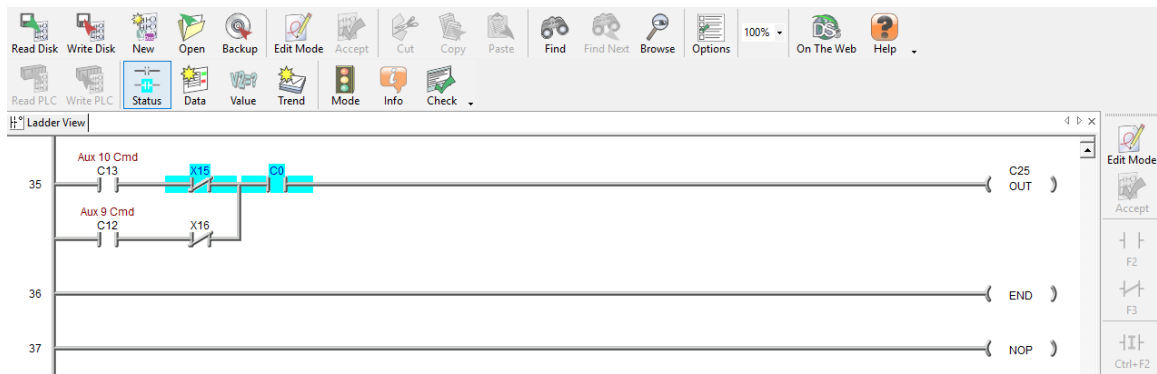 Read Disk Write Disk New Open Backup Edit Mode Accept Cut Copy Paste Find Find Next Browse Options 100% On The Web Help
Read PLC Write PLC Status Data Value Trend Mode Info Check
Ladder View
Edit Mode
Accept
F2
F3
Ctrl+F2
Aux 10 Cmd
C13 X15 C0 C25
35 OUT
Aux 9 Cmd
C12 X16
36 END
37 NOP